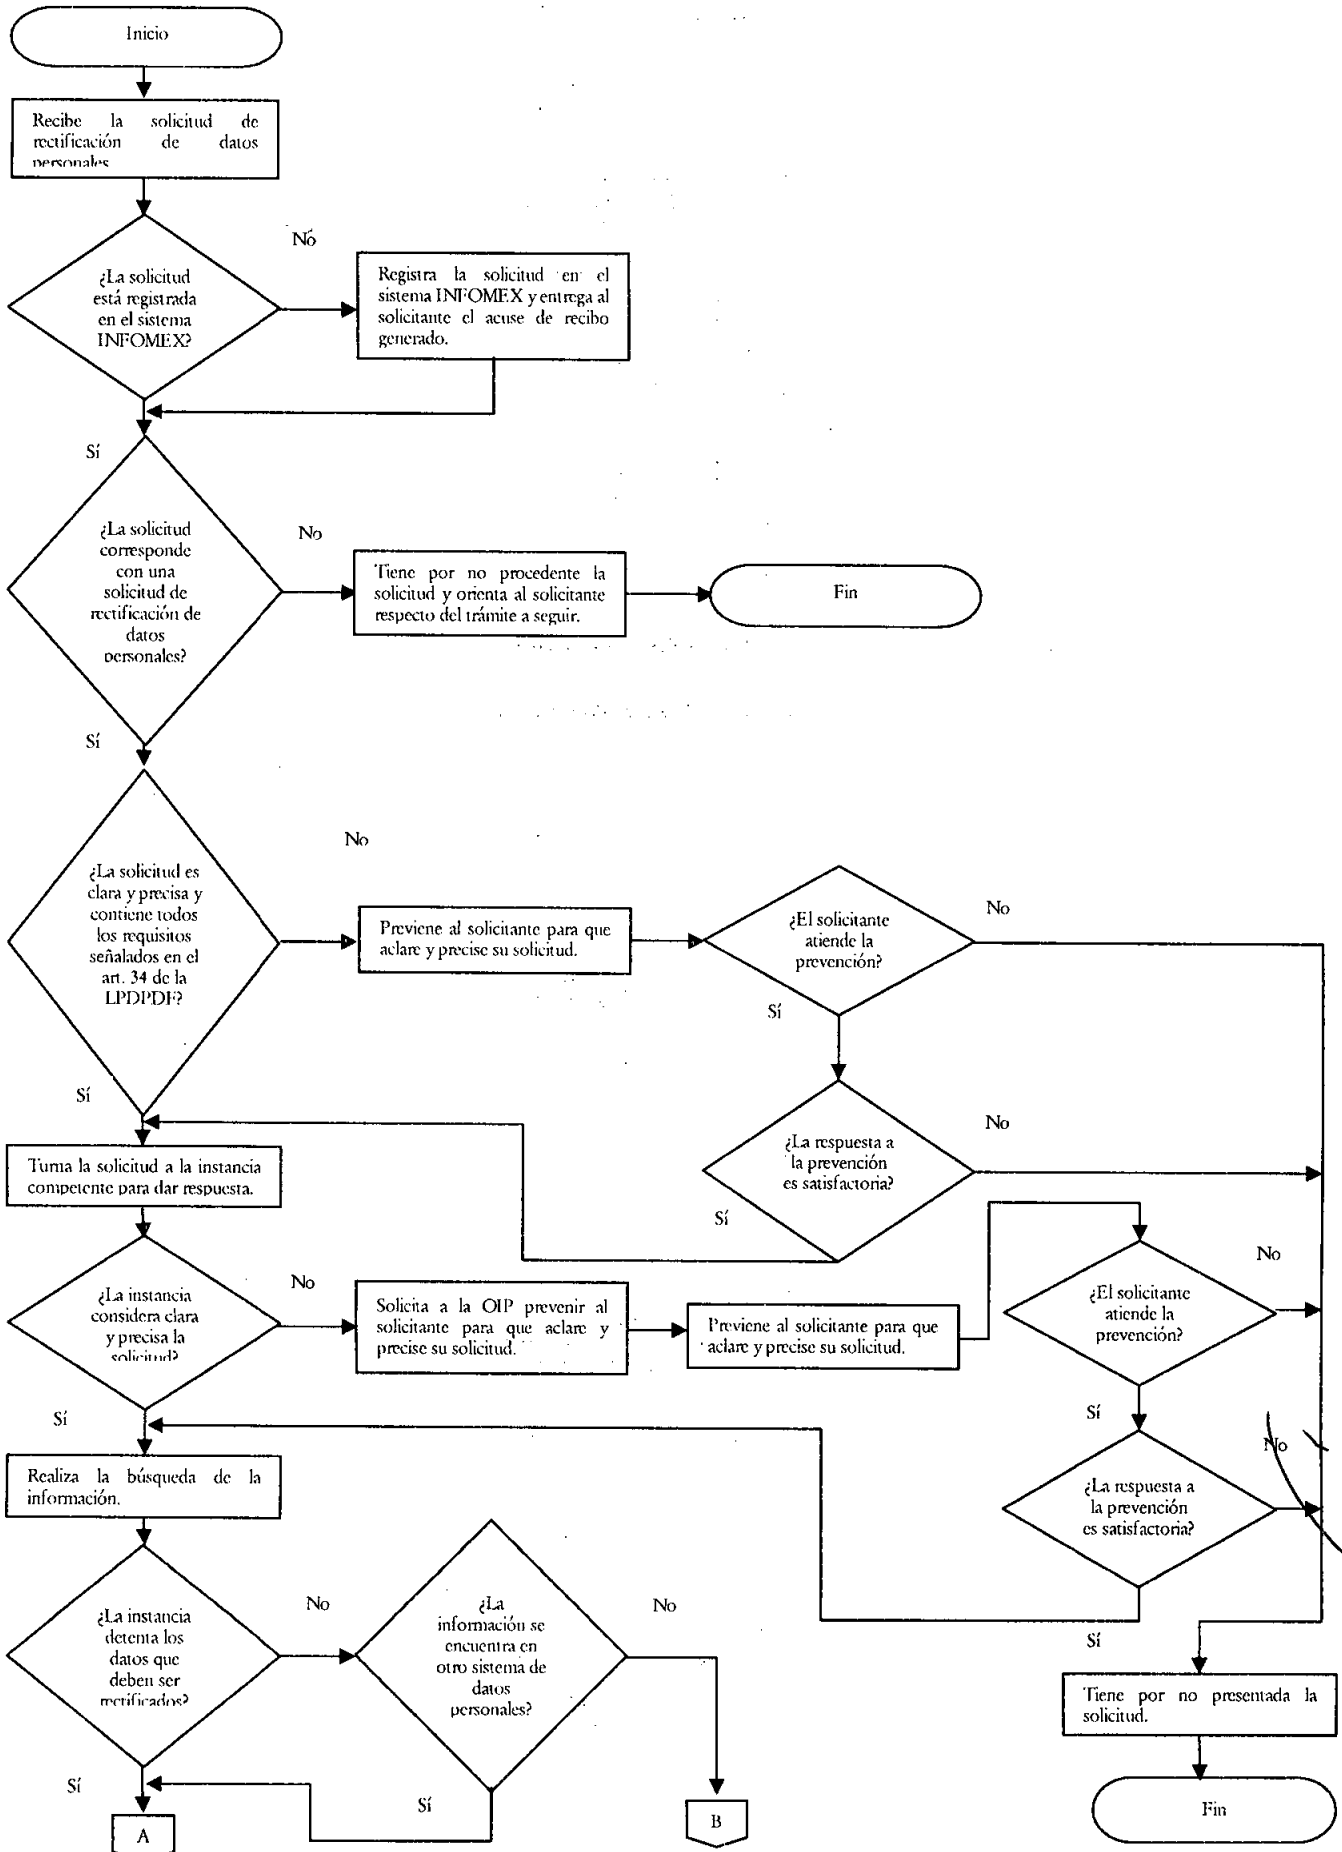 Inicio
Recibe la solicitud de
rectificación de datos
personales
No
¿La solicitud
está registrada
en el sistema
INFOMEX?
Registra la solicitud en el
sistema INFOMEX y entrega al
solicitante el acuse de recibo
generado.
Sí
¿La solicitud
corresponde
con una
solicitud de
rectificación de
datos
personales?
No
Tiene por no procedente la
solicitud y orienta al solicitante
respecto del trámite a seguir.
Fin
Sí
No
¿La solicitud es
clara y precisa y
contiene todos
los requisitos
señalados en el
art. 34 de la
LPDPDF?
Previene al solicitante para que
aclare y precise su solicitud.
¿El solicitante
atiende la
prevención?
No
Sí
Sí
¿La respuesta a
la prevención
es satisfactoria?
No
Sí
Turna la solicitud a la instancia
competente para dar respuesta.
¿La instancia
considera clara
y precisa la
solicitud?
No
Solicita a la OIP prevenir al
solicitante para que aclare y
precise su solicitud.
Previene al solicitante para que
aclare y precise su solicitud.
¿El solicitante
atiende la
prevención?
No
Sí
Sí
No
Realiza la búsqueda de la
información.
¿La respuesta a
la prevención
es satisfactoria?
Sí
¿La instancia
detenta los
datos que
deben ser
rectificados?
No
¿La
información se
encuentra en
otro sistema de
datos
personales?
No
Tiene por no presentada la
solicitud.
Sí
Sí
A
B
Fin